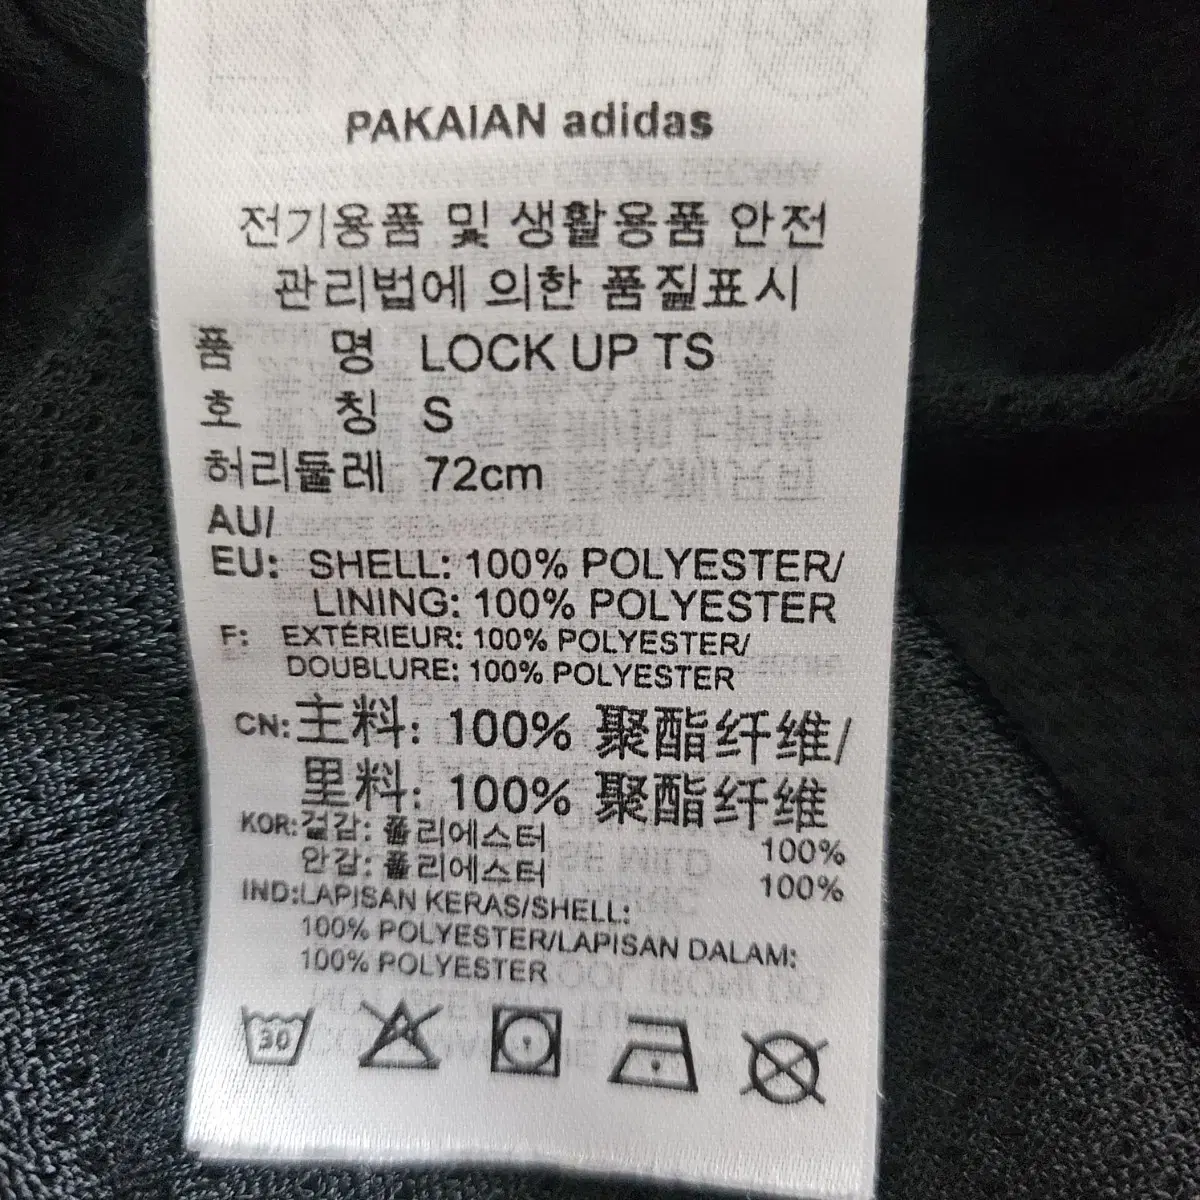 PAKAIAN adidas
전기용품 및 생활용품 안전
관리법에 의한 품질표시
품 명 LOCK UP TS
호 칭 S
허리둘레 72cm
AU/
EU: SHELL: 100% POLYESTER/
LINING: 100% POLYESTER
F: EXTÉRIEUR: 100% POLYESTER/
DOUBLURE: 100% POLYESTER
CN: 主料: 100% 聚酯纤维/
里料: 100% 聚酯纤维
KOR: 겉감: 폴리에스터 100%
안감: 폴리에스터 100%
IND:LAPISAN KERAS/SHELL:
100% POLYESTER/LAPISAN DALAM:
100% POLYESTER
30